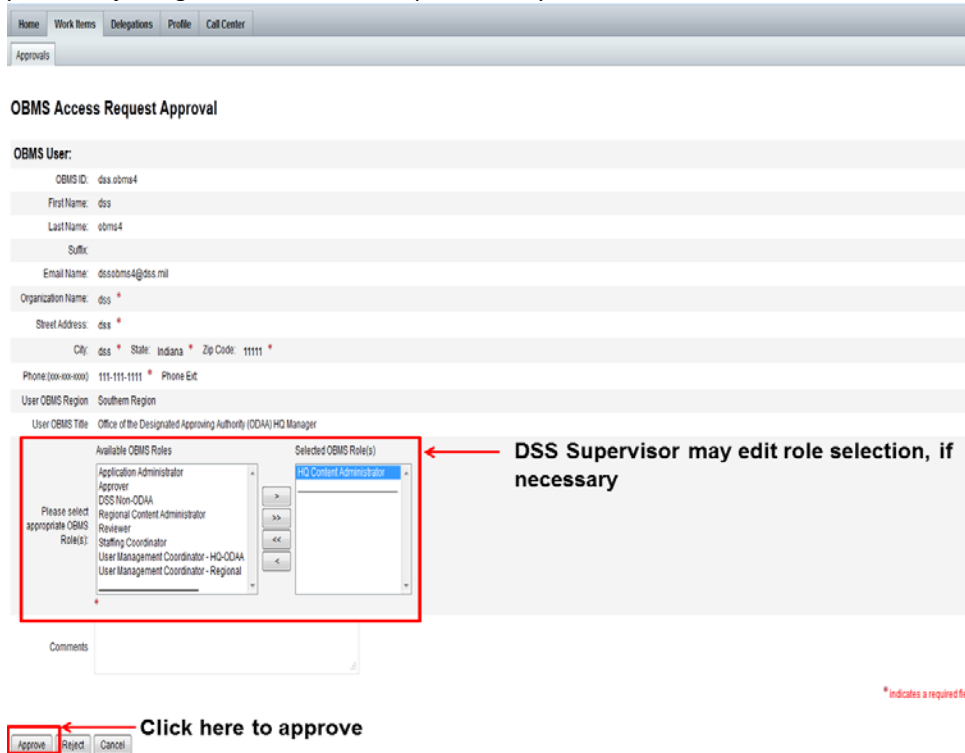 Home Work Items Delegations Profile Call Center
Approvals
OBMS Access Request Approval
OBMS User:
OBMS ID: dss.obms4
First Name: dss
Last Name: obms4
Suffix:
Email Name: dssobms4@dss.mil
Organization Name: dss *
Street Address: dss *
City: dss * State: Indiana * Zip Code: 11111 *
Phone:(xxx-xxx-xxxx) 111-111-1111 * Phone Ext:
User OBMS Region Southern Region
User OBMS Title Office of the Designated Approving Authority (ODAA) HQ Manager
Please select
appropriate OBMS
Role(s):
Available OBMS Roles
Application Administrator
Approver
DSS Non-ODAA
Regional Content Administrator
Reviewer
Staffing Coordinator
User Management Coordinator - HQ-ODAA
User Management Coordinator - Regional
*
>
>>
<<
<
Selected OBMS Role(s)
HQ Content Administrator
DSS Supervisor may edit role selection, if
necessary
Comments
* indicates a required
Click here to approve
Approve Reject Cancel